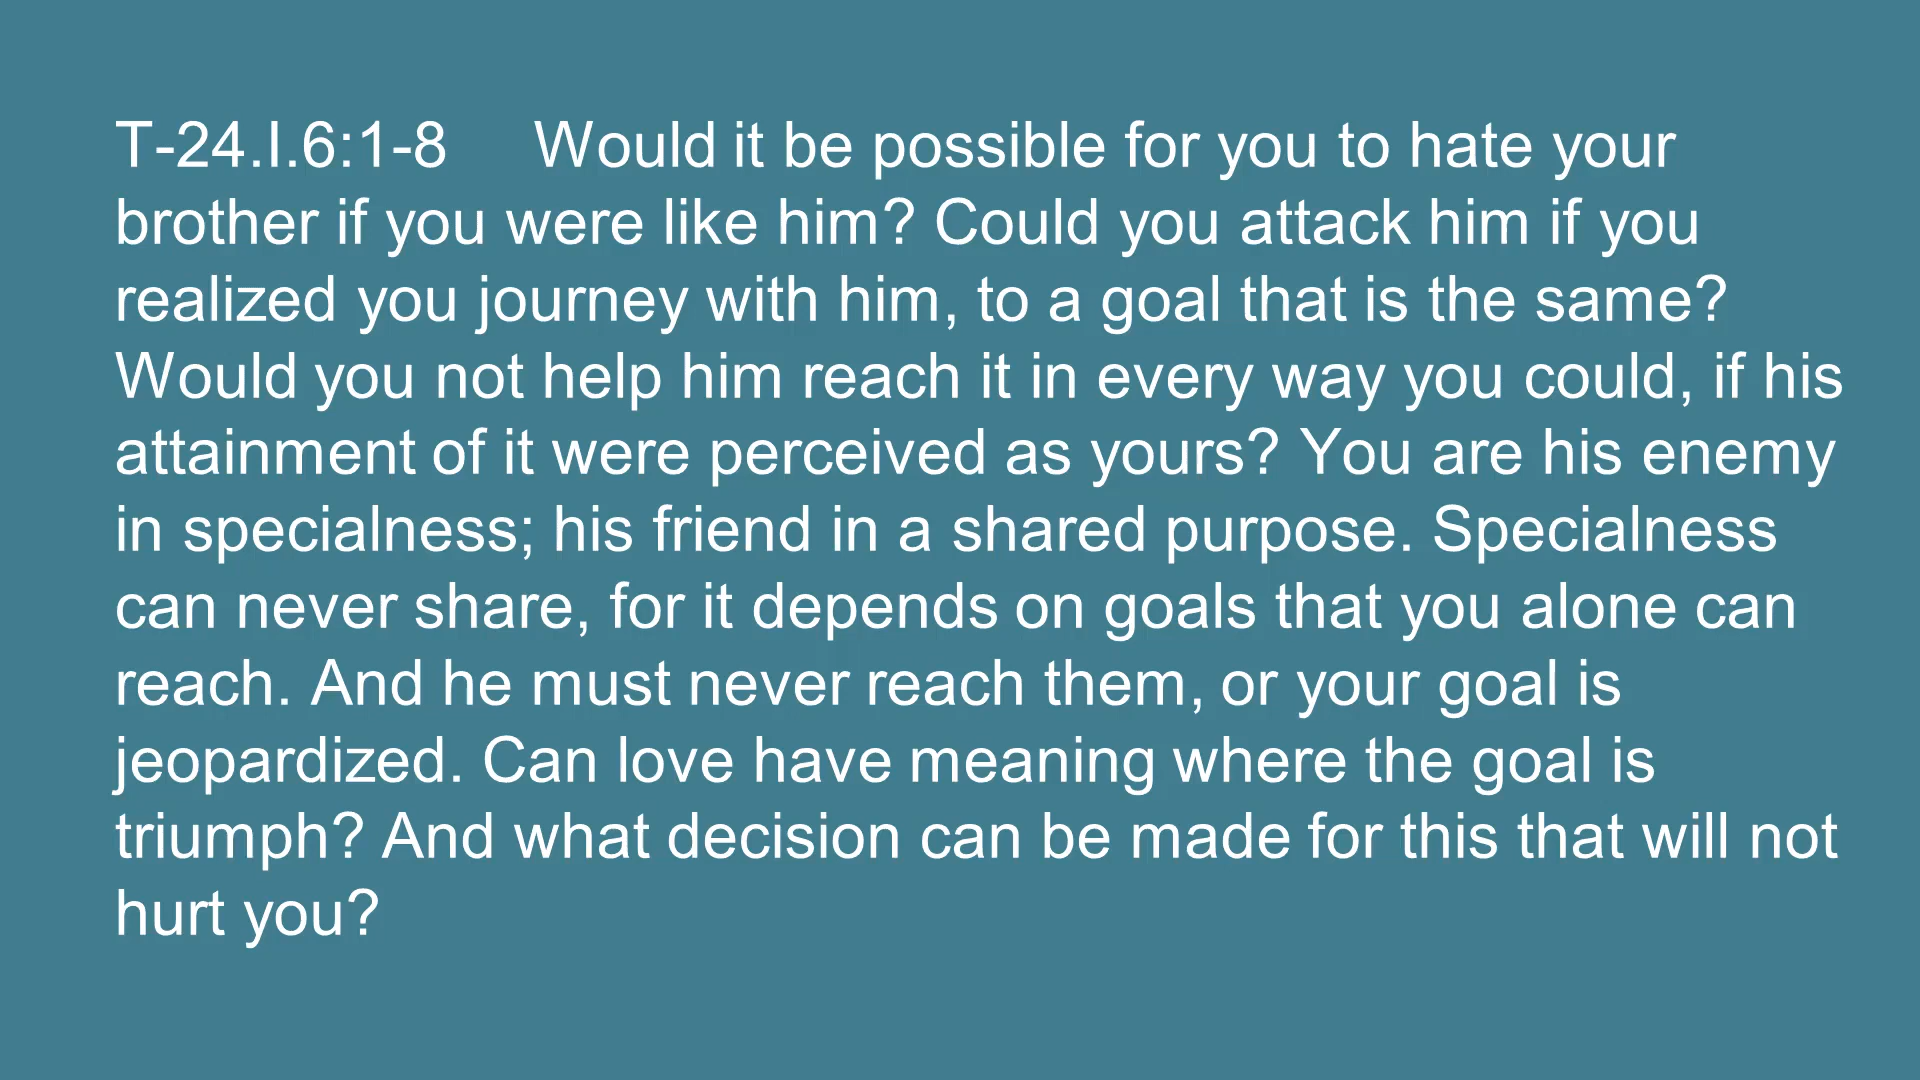 T-24.I.6:1-8 Would it be possible for you to hate your
brother if you were like him? Could you attack him if you
realized you journey with him, to a goal that is the same?
Would you not help him reach it in every way you could, if his
attainment of it were perceived as yours? You are his enemy
in specialness; his friend in a shared purpose. Specialness
can never share, for it depends on goals that you alone can
reach. And he must never reach them, or your goal is
jeopardized. Can love have meaning where the goal is
triumph? And what decision can be made for this that will not
hurt you?